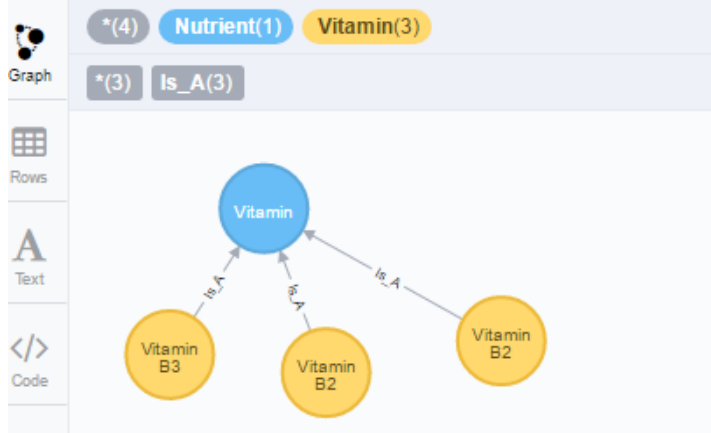 *(4) Nutrient(1) Vitamin(3)
*(3) Is_A(3)
Graph
Rows
A
Text
</>
Code
Vitamin
Is_A
Is_A
Is_A
Vitamin
B3
Vitamin
B2
Vitamin
B2